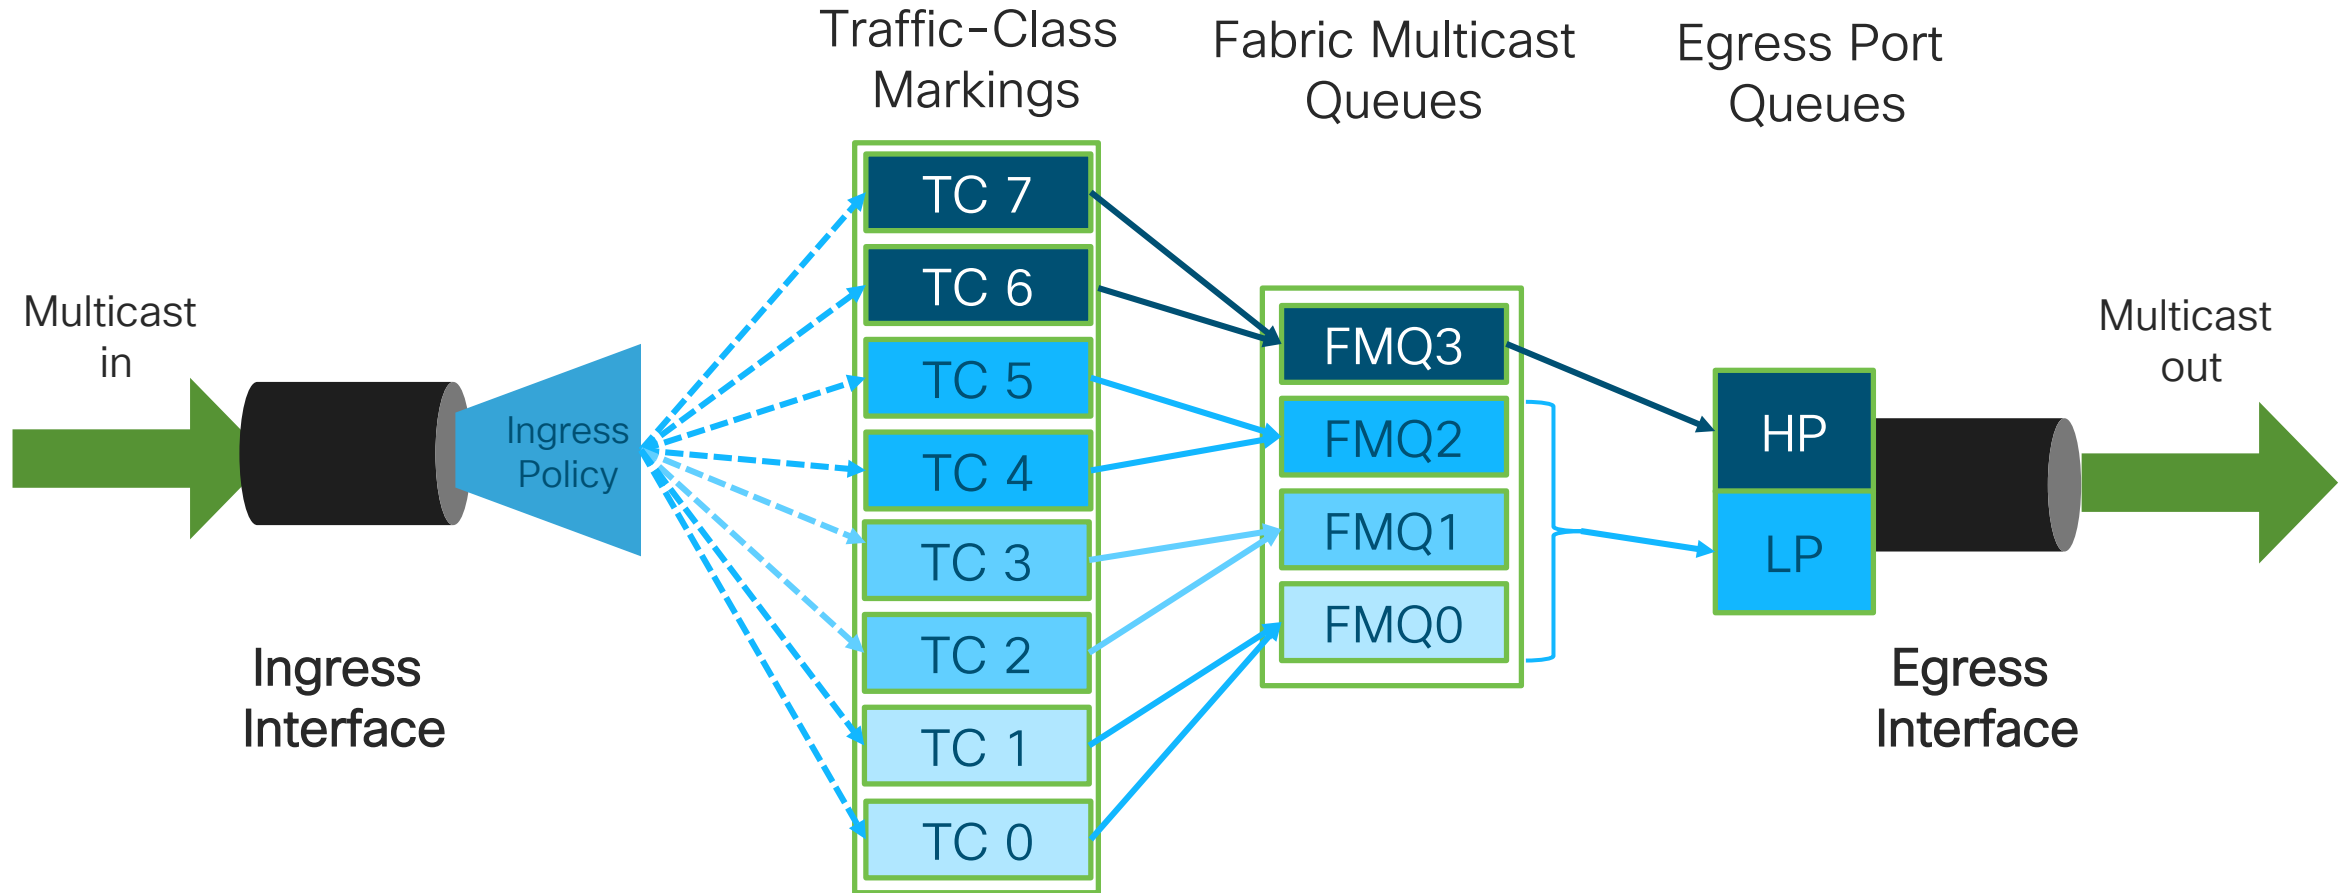 Traffic-Class
Markings
Fabric Multicast
Queues
Egress Port
Queues
Multicast
in
Ingress
Policy
Ingress
Interface
TC 7
TC 6
TC 5
TC 4
TC 3
TC 2
TC 1
TC 0
FMQ3
FMQ2
FMQ1
FMQ0
HP
LP
Multicast
out
Egress
Interface